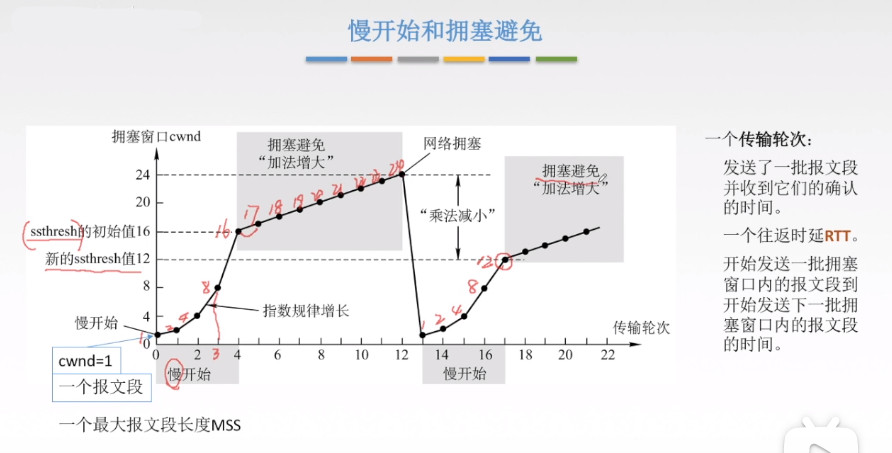 慢开始和拥塞避免
拥塞窗口cwnd
拥塞避免
“加法增大”
网络拥塞
24
20
ssthresh的初始值16
新的ssthresh值12
8
4
0
“乘法减小”
拥塞避免
“加法增大”
指数规律增长
慢开始
传输轮次
0 2 4 6 8 10 12 14 16 18 20 22
慢开始
慢开始
cwnd=1
一个报文段
一个最大报文段长度MSS
1 2 4 8 16 17 18 19 20 21 22 23 24
3
1 2 4 8 12
一个传输轮次:
发送了一批报文段
并收到它们的确认
的时间。
一个往返时延RTT。
开始发送一批拥塞
窗口内的报文段到
开始发送下一批拥
塞窗口内的报文段
的时间。